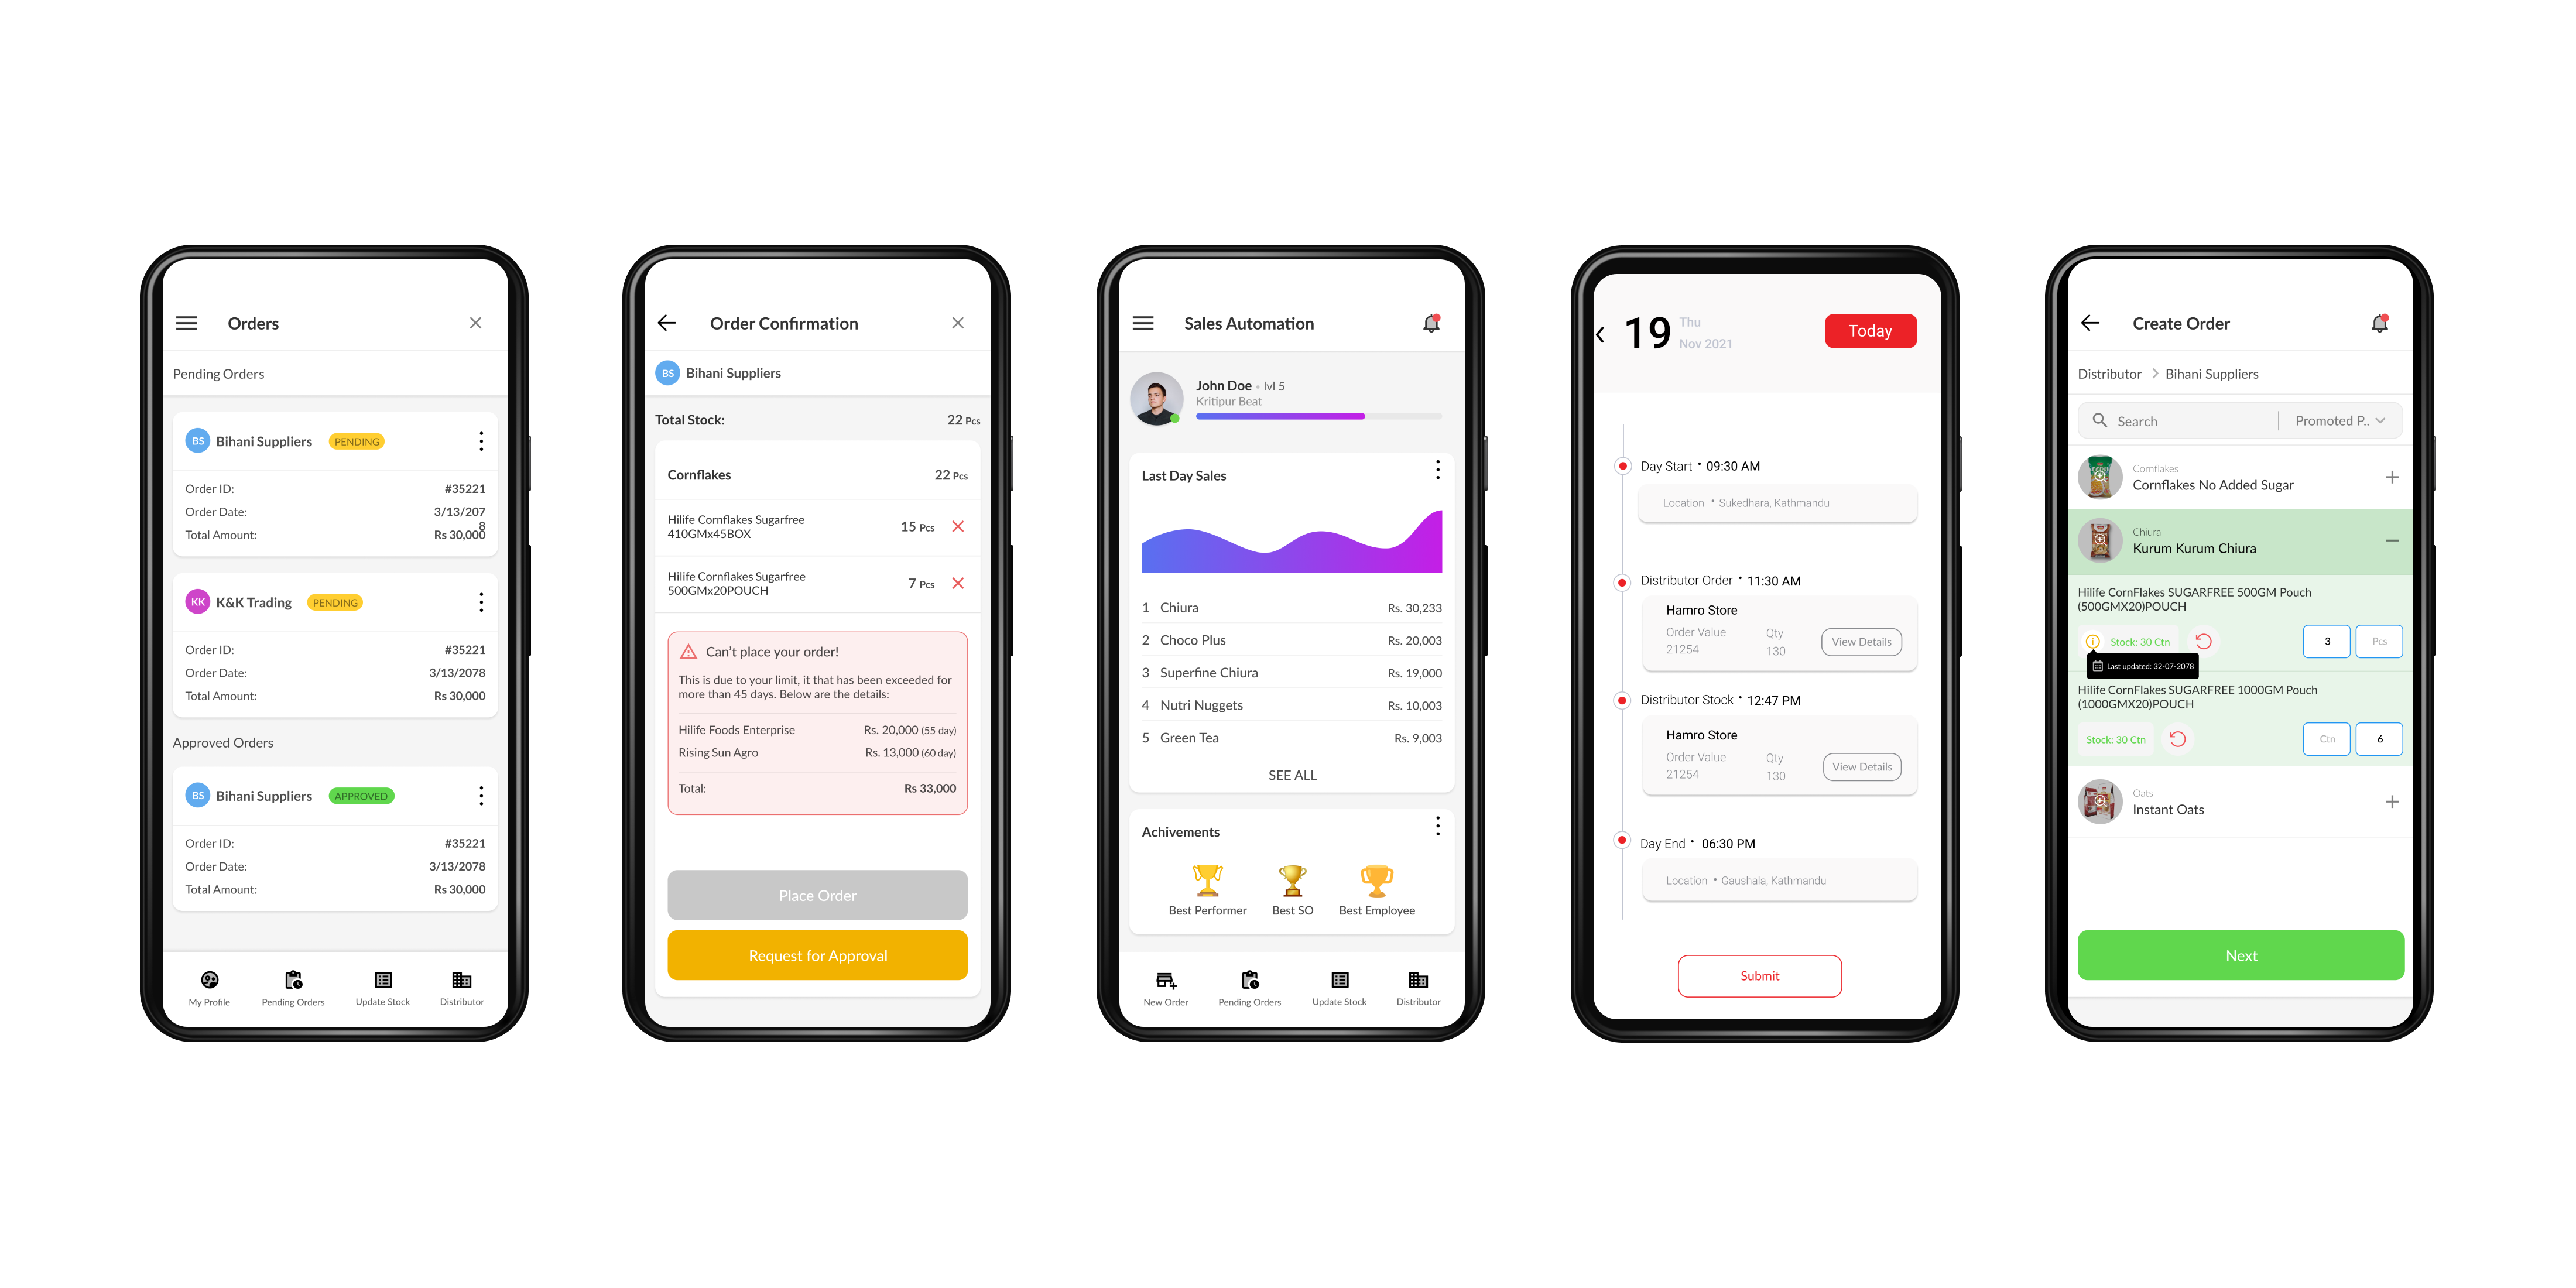 Orders
Pending Orders
BS Bihani Suppliers PENDING
Order ID: #35221
Order Date: 3/13/207
8
Total Amount: Rs 30,000
KK K&K Trading PENDING
Order ID: #35221
Order Date: 3/13/2078
Total Amount: Rs 30,000
Approved Orders
BS Bihani Suppliers APPROVED
Order ID: #35221
Order Date: 3/13/2078
Total Amount: Rs 30,000
My Profile Pending Orders Update Stock Distributor
Order Confirmation
BS Bihani Suppliers
Total Stock: 22 Pcs
Cornflakes 22 Pcs
Hilife Cornflakes Sugarfree
410GMx45BOX
15 Pcs
Hilife Cornflakes Sugarfree
500GMx20POUCH
7 Pcs
Can't place your order!
This is due to your limit, it that has been exceeded for
more than 45 days. Below are the details:
Hilife Foods Enterprise Rs. 20,000 (55 day)
Rising Sun Agro Rs. 13,000 (60 day)
Total: Rs 33,000
Place Order
Request for Approval
Sales Automation
John Doe • lvl 5
Kritipur Beat
Last Day Sales
1 Chiura Rs. 30,233
2 Choco Plus Rs. 20,003
3 Superfine Chiura Rs. 19,000
4 Nutri Nuggets Rs. 10,003
5 Green Tea Rs. 9,003
SEE ALL
Achivements
Best Performer Best SO Best Employee
New Order Pending Orders Update Stock Distributor
19 Thu
Nov 2021
Today
Day Start • 09:30 AM
Location • Sukedhara, Kathmandu
Distributor Order • 11:30 AM
Hamro Store
Order Value Qty
21254 130
View Details
Distributor Stock • 12:47 PM
Hamro Store
Order Value Qty
21254 130
View Details
Day End • 06:30 PM
Location • Gaushala, Kathmandu
Submit
Create Order
Distributor > Bihani Suppliers
Search Promoted P..
Cornflakes
Cornflakes No Added Sugar
Chiura
Kurum Kurum Chiura
Hilife CornFlakes SUGARFREE 500GM Pouch
(500GMX20)POUCH
Stock: 30 Ctn 3 Pcs
Last updated: 32-07-2078
Hilife CornFlakes SUGARFREE 1000GM Pouch
(1000GMX20)POUCH
Stock: 30 Ctn Ctn 6
Oats
Instant Oats
Next